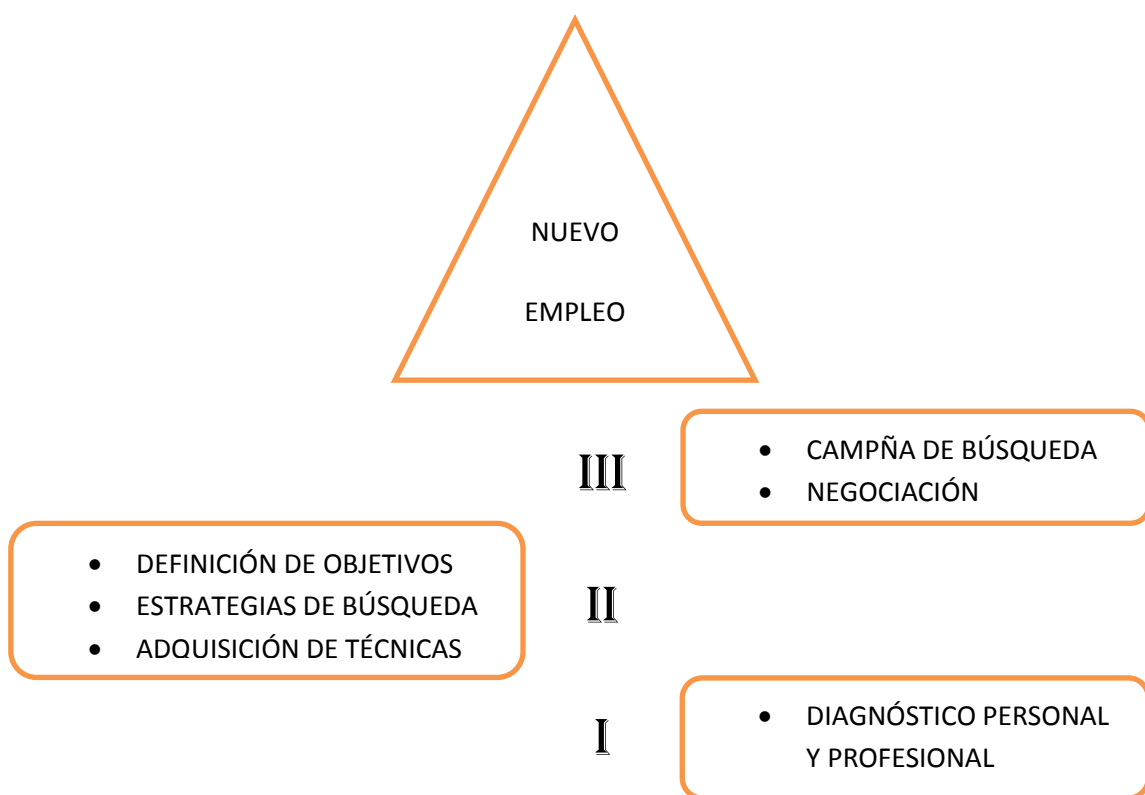 NUEVO
EMPLEO
III
• CAMPÑA DE BÚSQUEDA
• NEGOCIACIÓN
• DEFINICIÓN DE OBJETIVOS
• ESTRATEGIAS DE BÚSQUEDA
• ADQUISICIÓN DE TÉCNICAS
II
I
• DIAGNÓSTICO PERSONAL
Y PROFESIONAL